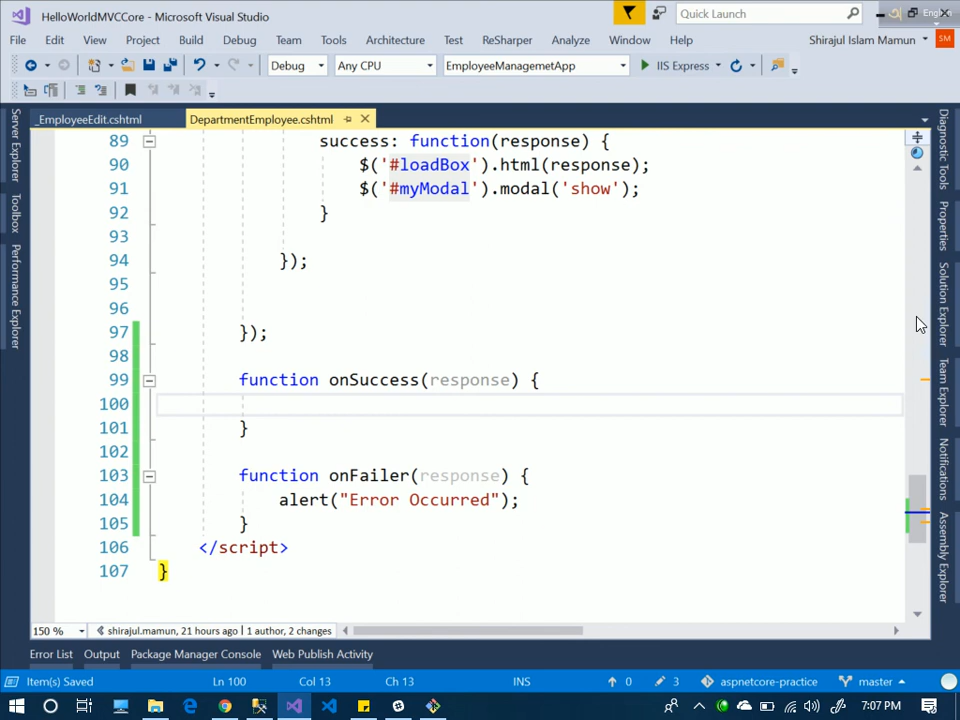 HelloWorldMVCCore - Microsoft Visual Studio
Quick Launch
File Edit View Project Build Debug Team Tools Architecture Test ReSharper Analyze Window Help
Shirajul Islam Mamun SM
Debug Any CPU EmployeeManagemetApp IIS Express
_EmployeeEdit.cshtml DepartmentEmployee.cshtml
Server Explorer
Toolbox
Performance Explorer
89 success: function(response) {
90 $('#loadBox').html(response);
91 $('#myModal').modal('show');
92 }
93
94 });
95
96
97 });
98
99 function onSuccess(response) {
100
101 }
102
103 function onFailer(response) {
104 alert("Error Occurred");
105 }
106 </script>
107 }
Diagnostic Tools
Properties
Solution Explorer
Team Explorer
Notifications
Assembly Explorer
150 % shirajul.mamun, 21 hours ago | 1 author, 2 changes
Error List Output Package Manager Console Web Publish Activity
Item(s) Saved Ln 100 Col 13 Ch 13 INS 0 3 aspnetcore-practice master
7:07 PM